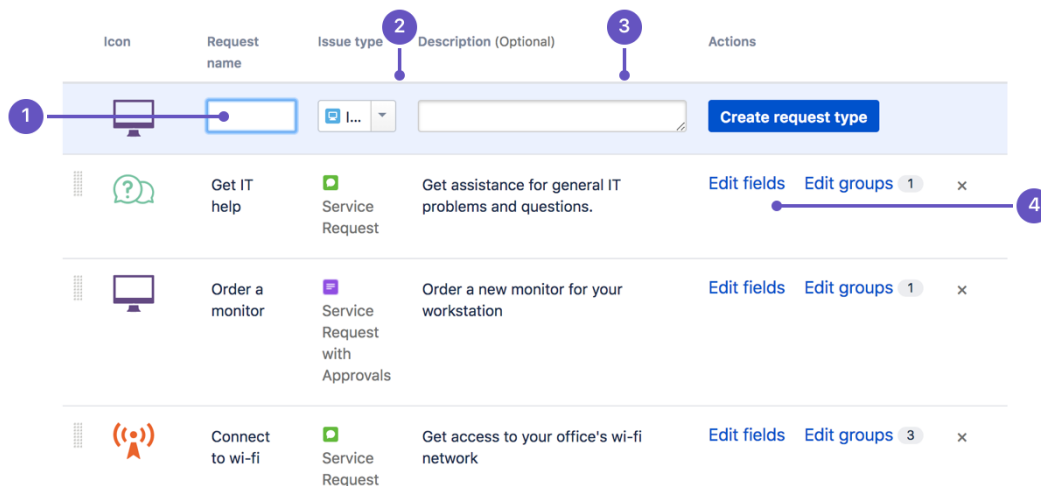 2
3
Icon
Request name
Issue type
Description (Optional)
Actions
1
I...
Create request type
Get IT help
Service Request
Get assistance for general IT
problems and questions.
Edit fields
Edit groups 1
×
4
Order a monitor
Service Request with Approvals
Order a new monitor for your
workstation
Edit fields
Edit groups 1
×
Connect to wi-fi
Service Request
Get access to your office's wi-fi
network
Edit fields
Edit groups 3
×